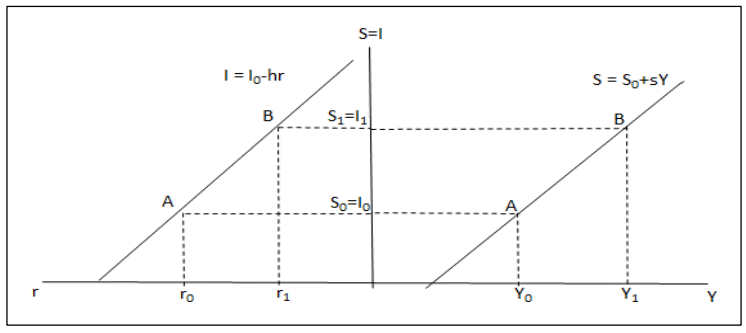 S=I
I = I₀-hr
S = S₀+sY
B
S₁=I₁
B
A
S₀=I₀
A
r
r₀
r₁
Y₀
Y₁
Y